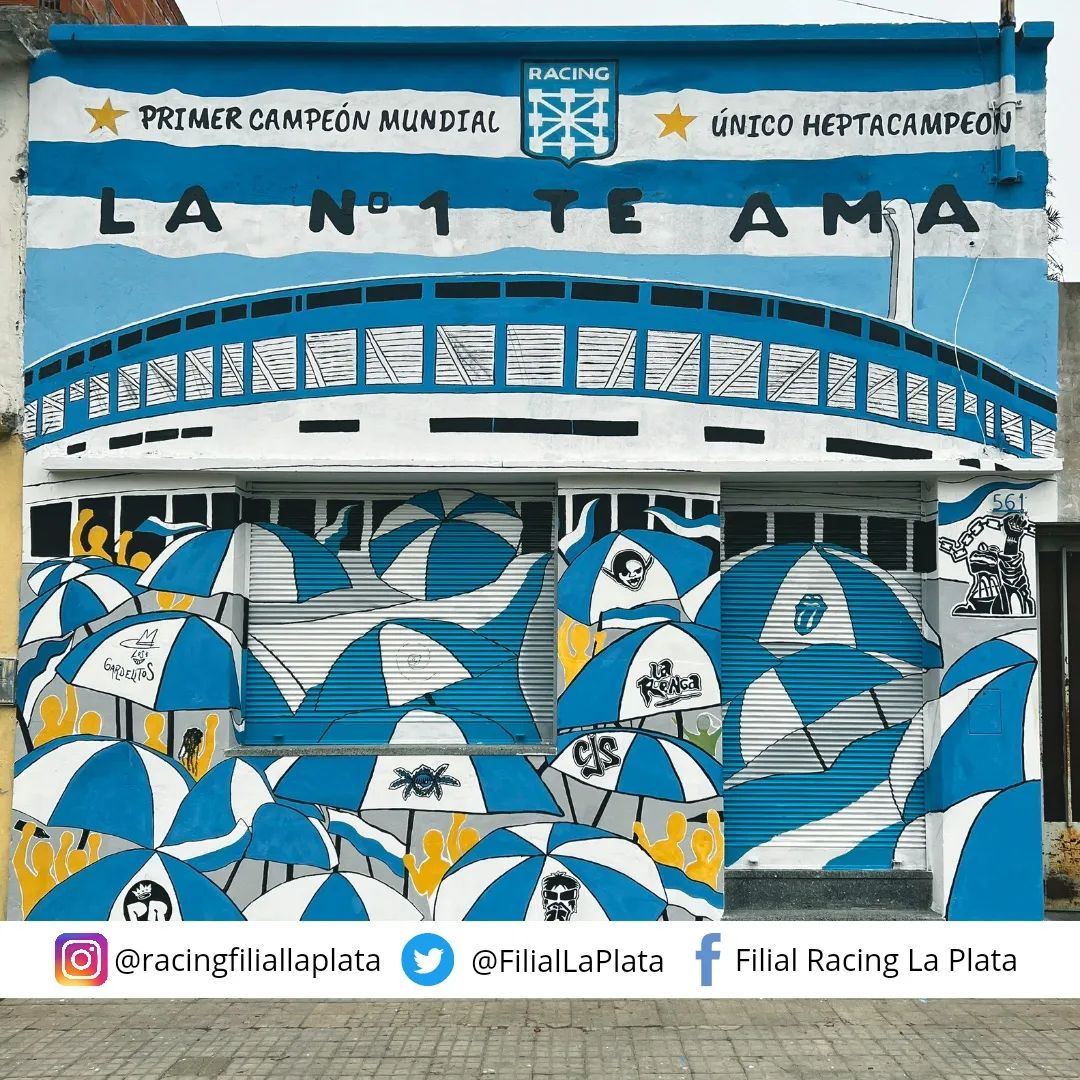 RACING
PRIMER CAMPEÓN MUNDIAL
ÚNICO HEPTACAMPEON
LA Nº1 TE AMA
561
LOS
GARDELITOS
LA
RENGA
CJS
@racingfiliallaplata
@FilialLaPlata
Filial Racing La Plata